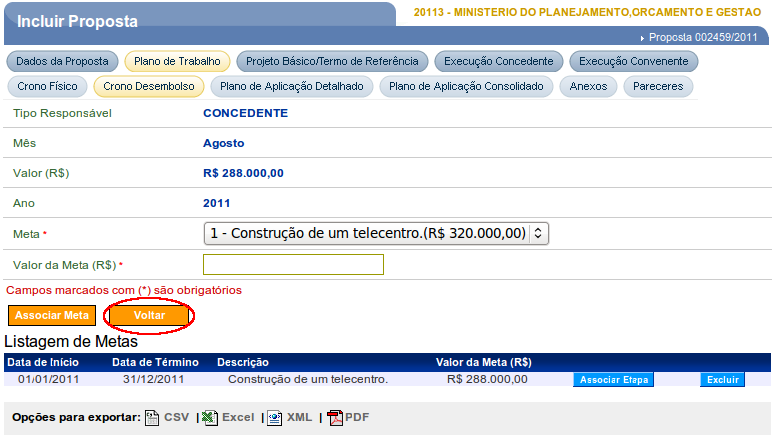 20113 - MINISTERIO DO PLANEJAMENTO,ORCAMENTO E GESTAO
Incluir Proposta
Proposta 002459/2011
Dados da Proposta Plano de Trabalho Projeto Básico/Termo de Referência Execução Concedente Execução Convenente
Crono Físico Crono Desembolso Plano de Aplicação Detalhado Plano de Aplicação Consolidado Anexos Pareceres
Tipo Responsável CONCEDENTE
Mês Agosto
Valor (R$) R$ 288.000,00
Ano 2011
Meta * 1 - Construção de um telecentro.(R$ 320.000,00)
Valor da Meta (R$) *
Campos marcados com (*) são obrigatórios
Associar Meta Voltar
Listagem de Metas
Data de Início Data de Término Descrição Valor da Meta (R$)
01/01/2011 31/12/2011 Construção de um telecentro. R$ 288.000,00 Associar Etapa Excluir
Opções para exportar: CSV | Excel | XML | PDF